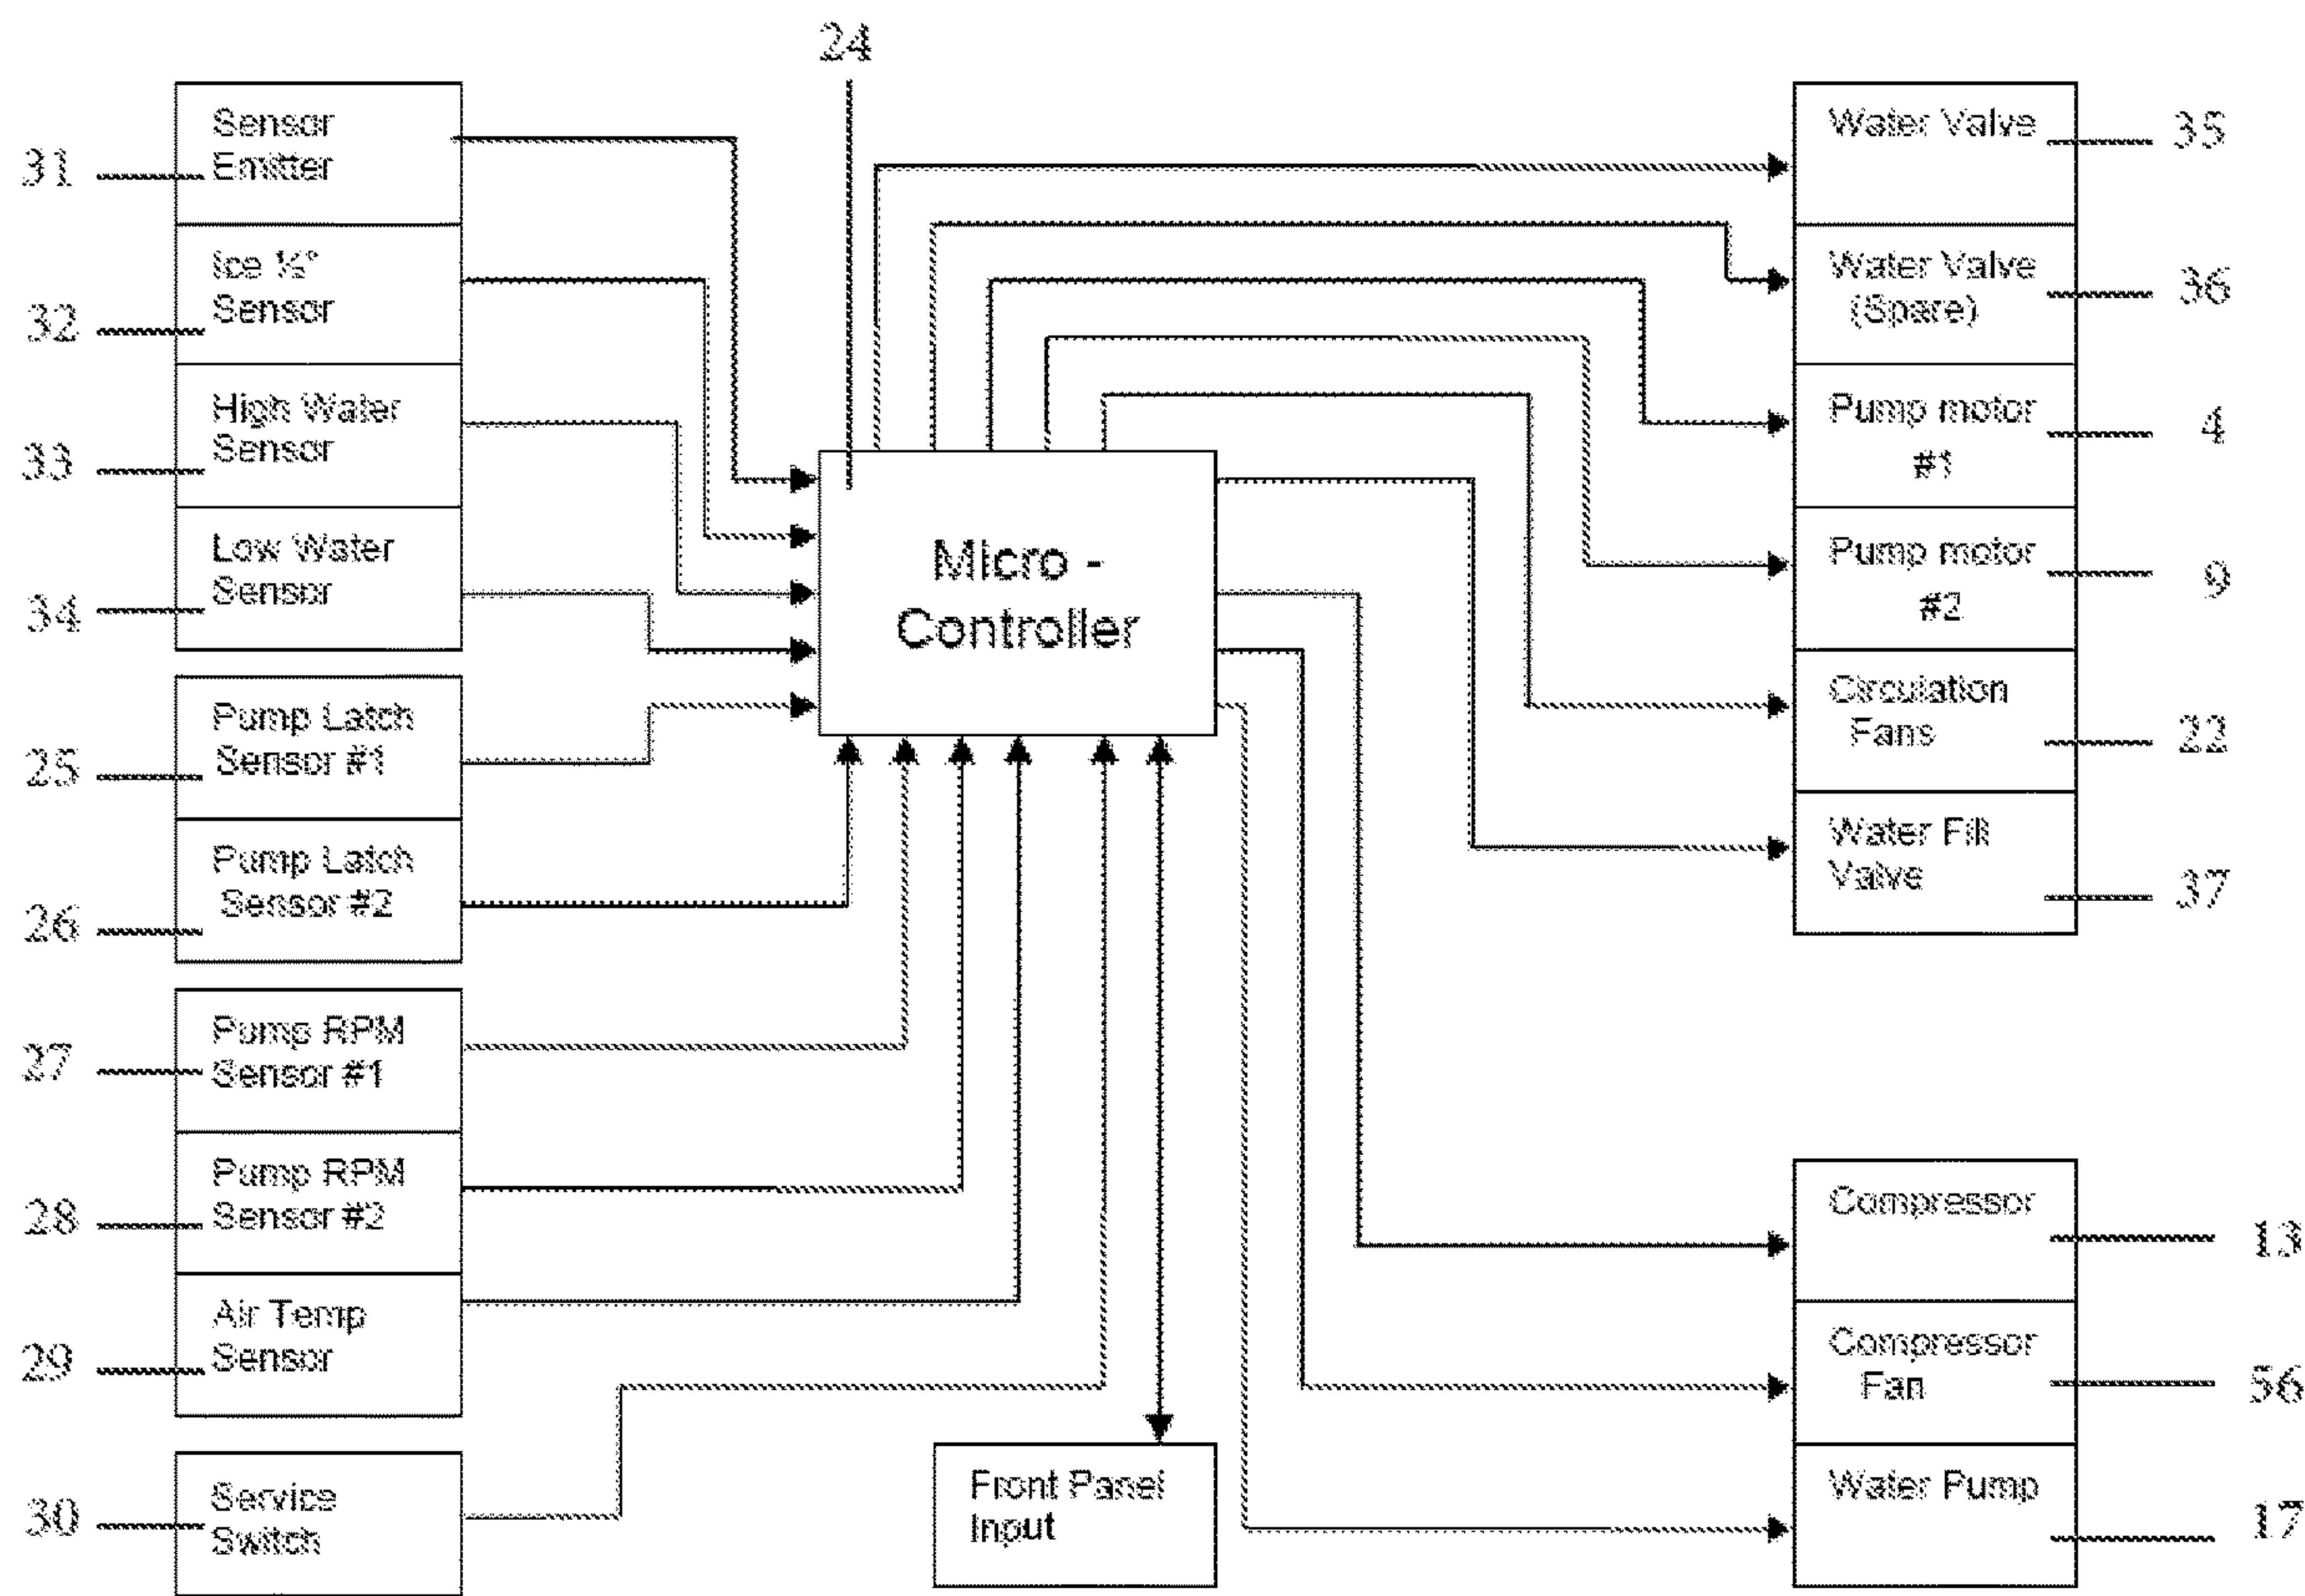 24
31
Sensor
Emitter
32
Ice ½"
Sensor
33
High Water
Sensor
34
Low Water
Sensor
25
Pump Latch
Sensor #1
26
Pump Latch
Sensor #2
27
Pump RPM
Sensor #1
28
Pump RPM
Sensor #2
29
Air Temp
Sensor
30
Service
Switch
Micro -
Controller
Front Panel
Input
Water Valve
35
Water Valve
(Spare)
36
Pump motor
#1
4
Pump motor
#2
9
Circulation
Fans
22
Water Fill
Valve
37
Compressor
13
Compressor
Fan
56
Water Pump
17